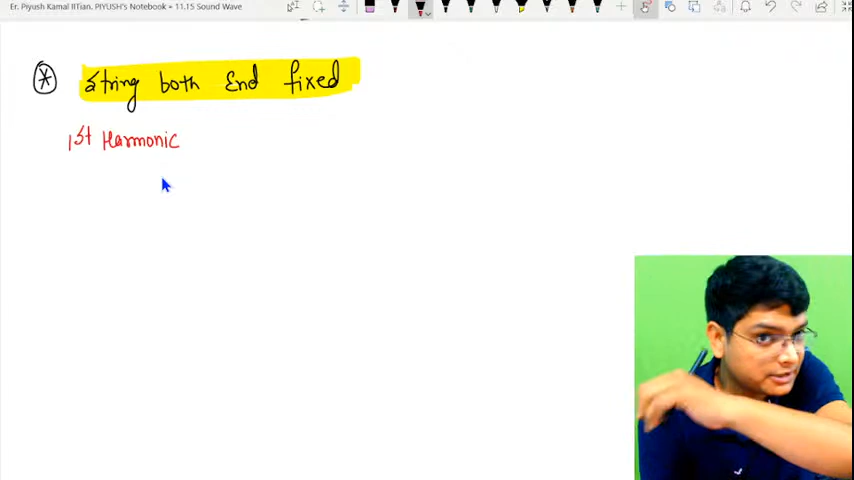 Er. Piyush Kamal IITian. PIYUSH's Notebook » 11.15 Sound Wave
String both End fixed
1st Harmonic